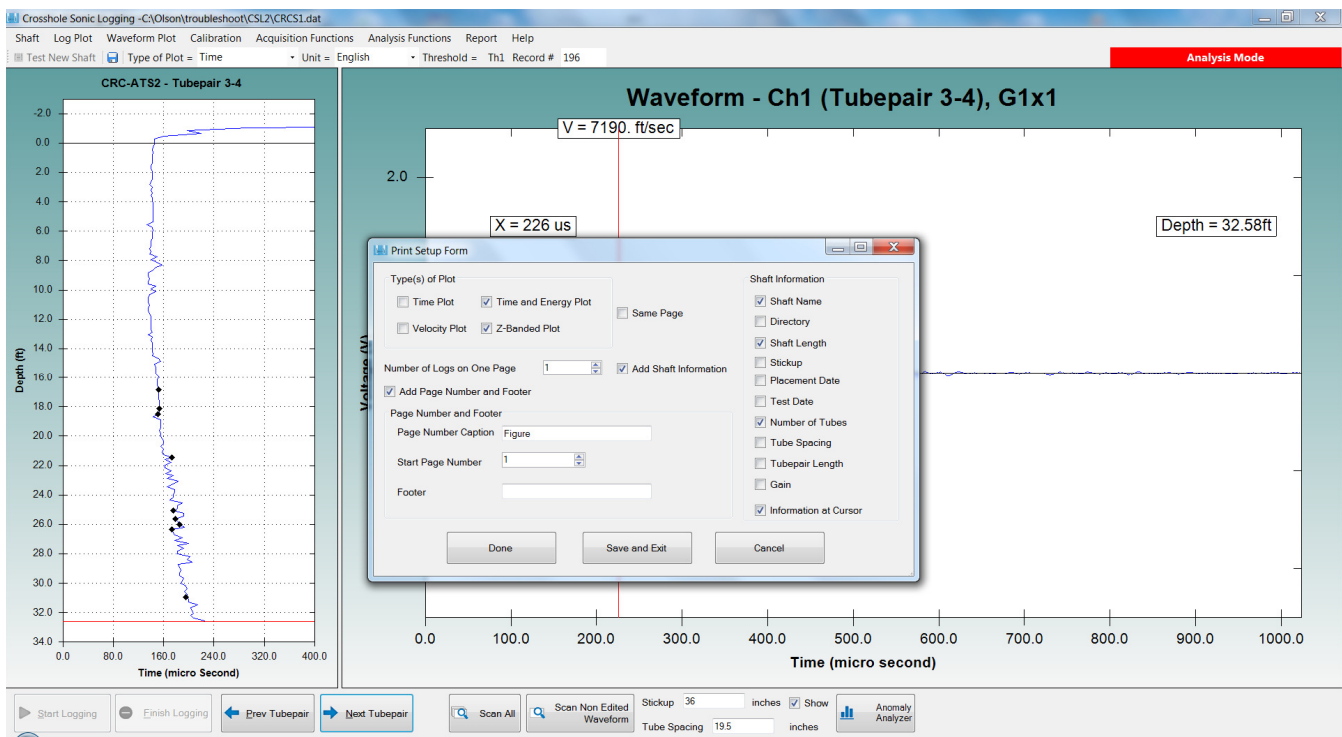 Crosshole Sonic Logging -C:\Olson\troubleshoot\CSL2\CRCS1.dat
Shaft Log Plot Waveform Plot Calibration Acquisition Functions Analysis Functions Report Help
Test New Shaft Type of Plot = Time Unit = English Threshold = Th1 Record # 196 Analysis Mode
CRC-ATS2 - Tubepair 3-4
-2.0
0.0
2.0
4.0
6.0
8.0
10.0
12.0
14.0
16.0
18.0
20.0
22.0
24.0
26.0
28.0
30.0
32.0
34.0
Depth (ft)
0.0 80.0 160.0 240.0 320.0 400.0
Time (micro Second)
Waveform - Ch1 (Tubepair 3-4), G1x1
V = 7190. ft/sec
2.0
X = 226 us
Depth = 32.58ft
Voltage (V)
0.0 100.0 200.0 300.0 400.0 500.0 600.0 700.0 800.0 900.0 1000.0
Time (micro second)
Print Setup Form
Type(s) of Plot
Time Plot Time and Energy Plot
Velocity Plot Z-Banded Plot
Same Page
Number of Logs on One Page 1 Add Shaft Information
Add Page Number and Footer
Page Number and Footer
Page Number Caption Figure
Start Page Number 1
Footer
Shaft Information
Shaft Name
Directory
Shaft Length
Stickup
Placement Date
Test Date
Number of Tubes
Tube Spacing
Tubepair Length
Gain
Information at Cursor
Done Save and Exit Cancel
Start Logging Finish Logging Prev Tubepair Next Tubepair Scan All Scan Non Edited
Waveform
Stickup 36 inches Show
Tube Spacing 19.5 inches
Anomaly
Analyzer